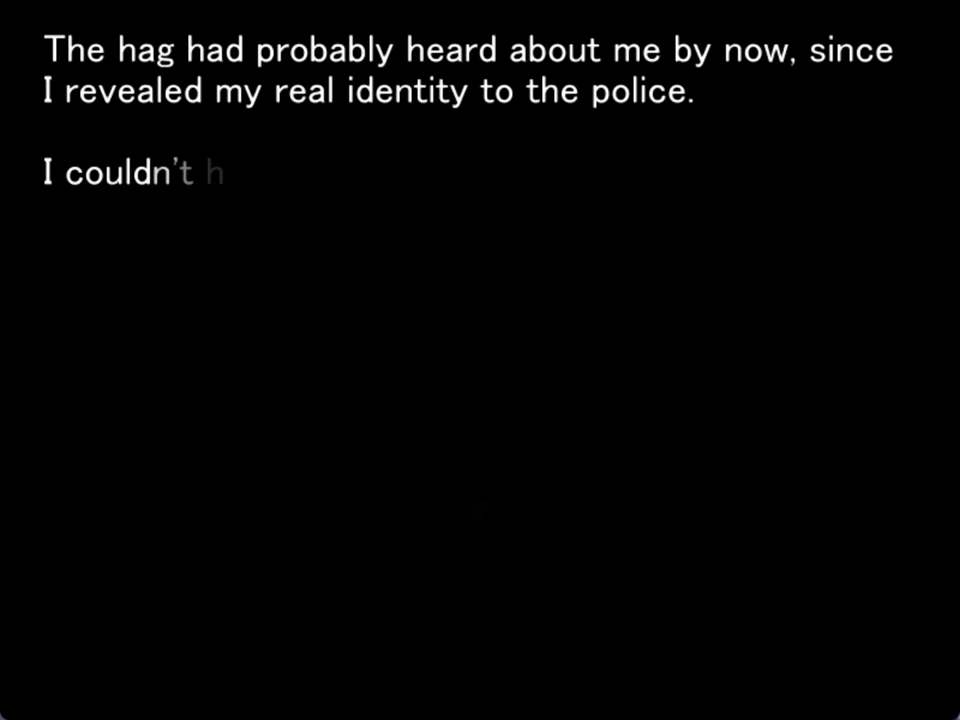 The hag had probably heard about me by now, since
I revealed my real identity to the police.
I couldn't h